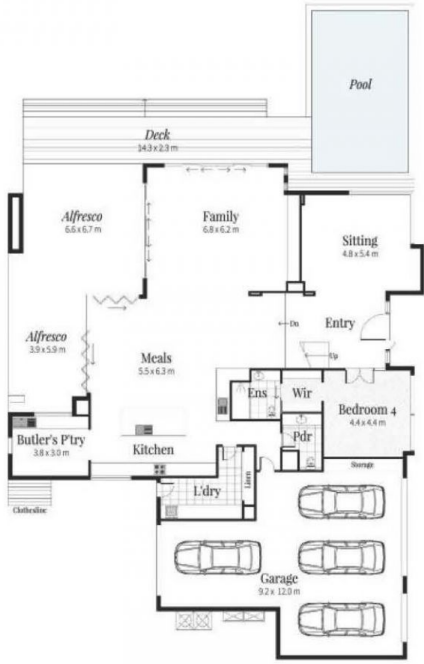 Pool
Deck
14.3 x 2.3 m
Alfresco
6.6 x 6.7 m
Family
6.8 x 6.2 m
Sitting
4.8 x 5.4 m
Alfresco
3.9 x 5.9 m
Dn
Entry
Up
Meals
5.5 x 6.3 m
Ens
Wir
Bedroom 4
4.4 x 4.4 m
Butler's P'try
3.8 x 3.0 m
Kitchen
Pdr
Storage
L'dry
Linen
Clothesline
Garage
9.2 x 12.0 m